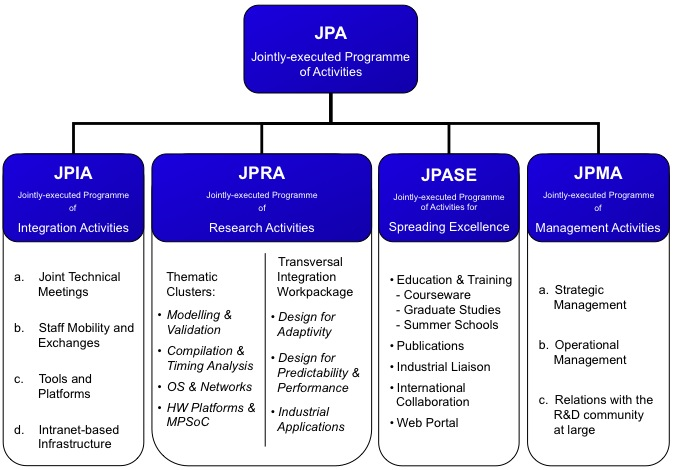 JPA
Jointly-executed Programme
of Activities
JPIA
Jointly-executed Programme
of
Integration Activities
a. Joint Technical
Meetings
b. Staff Mobility and
Exchanges
c. Tools and
Platforms
d. Intranet-based
Infrastructure
JPRA
Jointly-executed Programme
of
Research Activities
Thematic
Clusters:
• Modelling &
Validation
• Compilation &
Timing Analysis
• OS & Networks
• HW Platforms &
MPSoC
Transversal
Integration
Workpackage
• Design for
Adaptivity
• Design for
Predictability &
Performance
• Industrial
Applications
JPASE
Jointly-executed Programme
of Activities for
Spreading Excellence
• Education & Training
- Courseware
- Graduate Studies
- Summer Schools
• Publications
• Industrial Liaison
• International
Collaboration
• Web Portal
JPMA
Jointly-executed Programme
of
Management Activities
a. Strategic
Management
b. Operational
Management
c. Relations with the
R&D community
at large